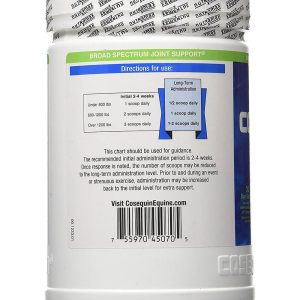 BROAD SPECTRUM JOINT SUPPORT®
Directions for use:
Long-Term
Administration
Initial 2-4 weeks
Under 600 lbs 1 scoop daily 1/2 scoop daily
600-1200 lbs 2 scoops daily 1 scoop daily
Over 1200 lbs 3 scoops daily 1-2 scoops daily
This chart should be used for guidance.
The recommended initial administration period is 2-4 weeks.
Once response is noted, the number of scoops may be reduced
to the long-term administration level. Prior to and during an event
or strenuous exercise, administration may be increased
back to the initial level for extra support.
Visit CosequinEquine.com
7 55970 45070 5